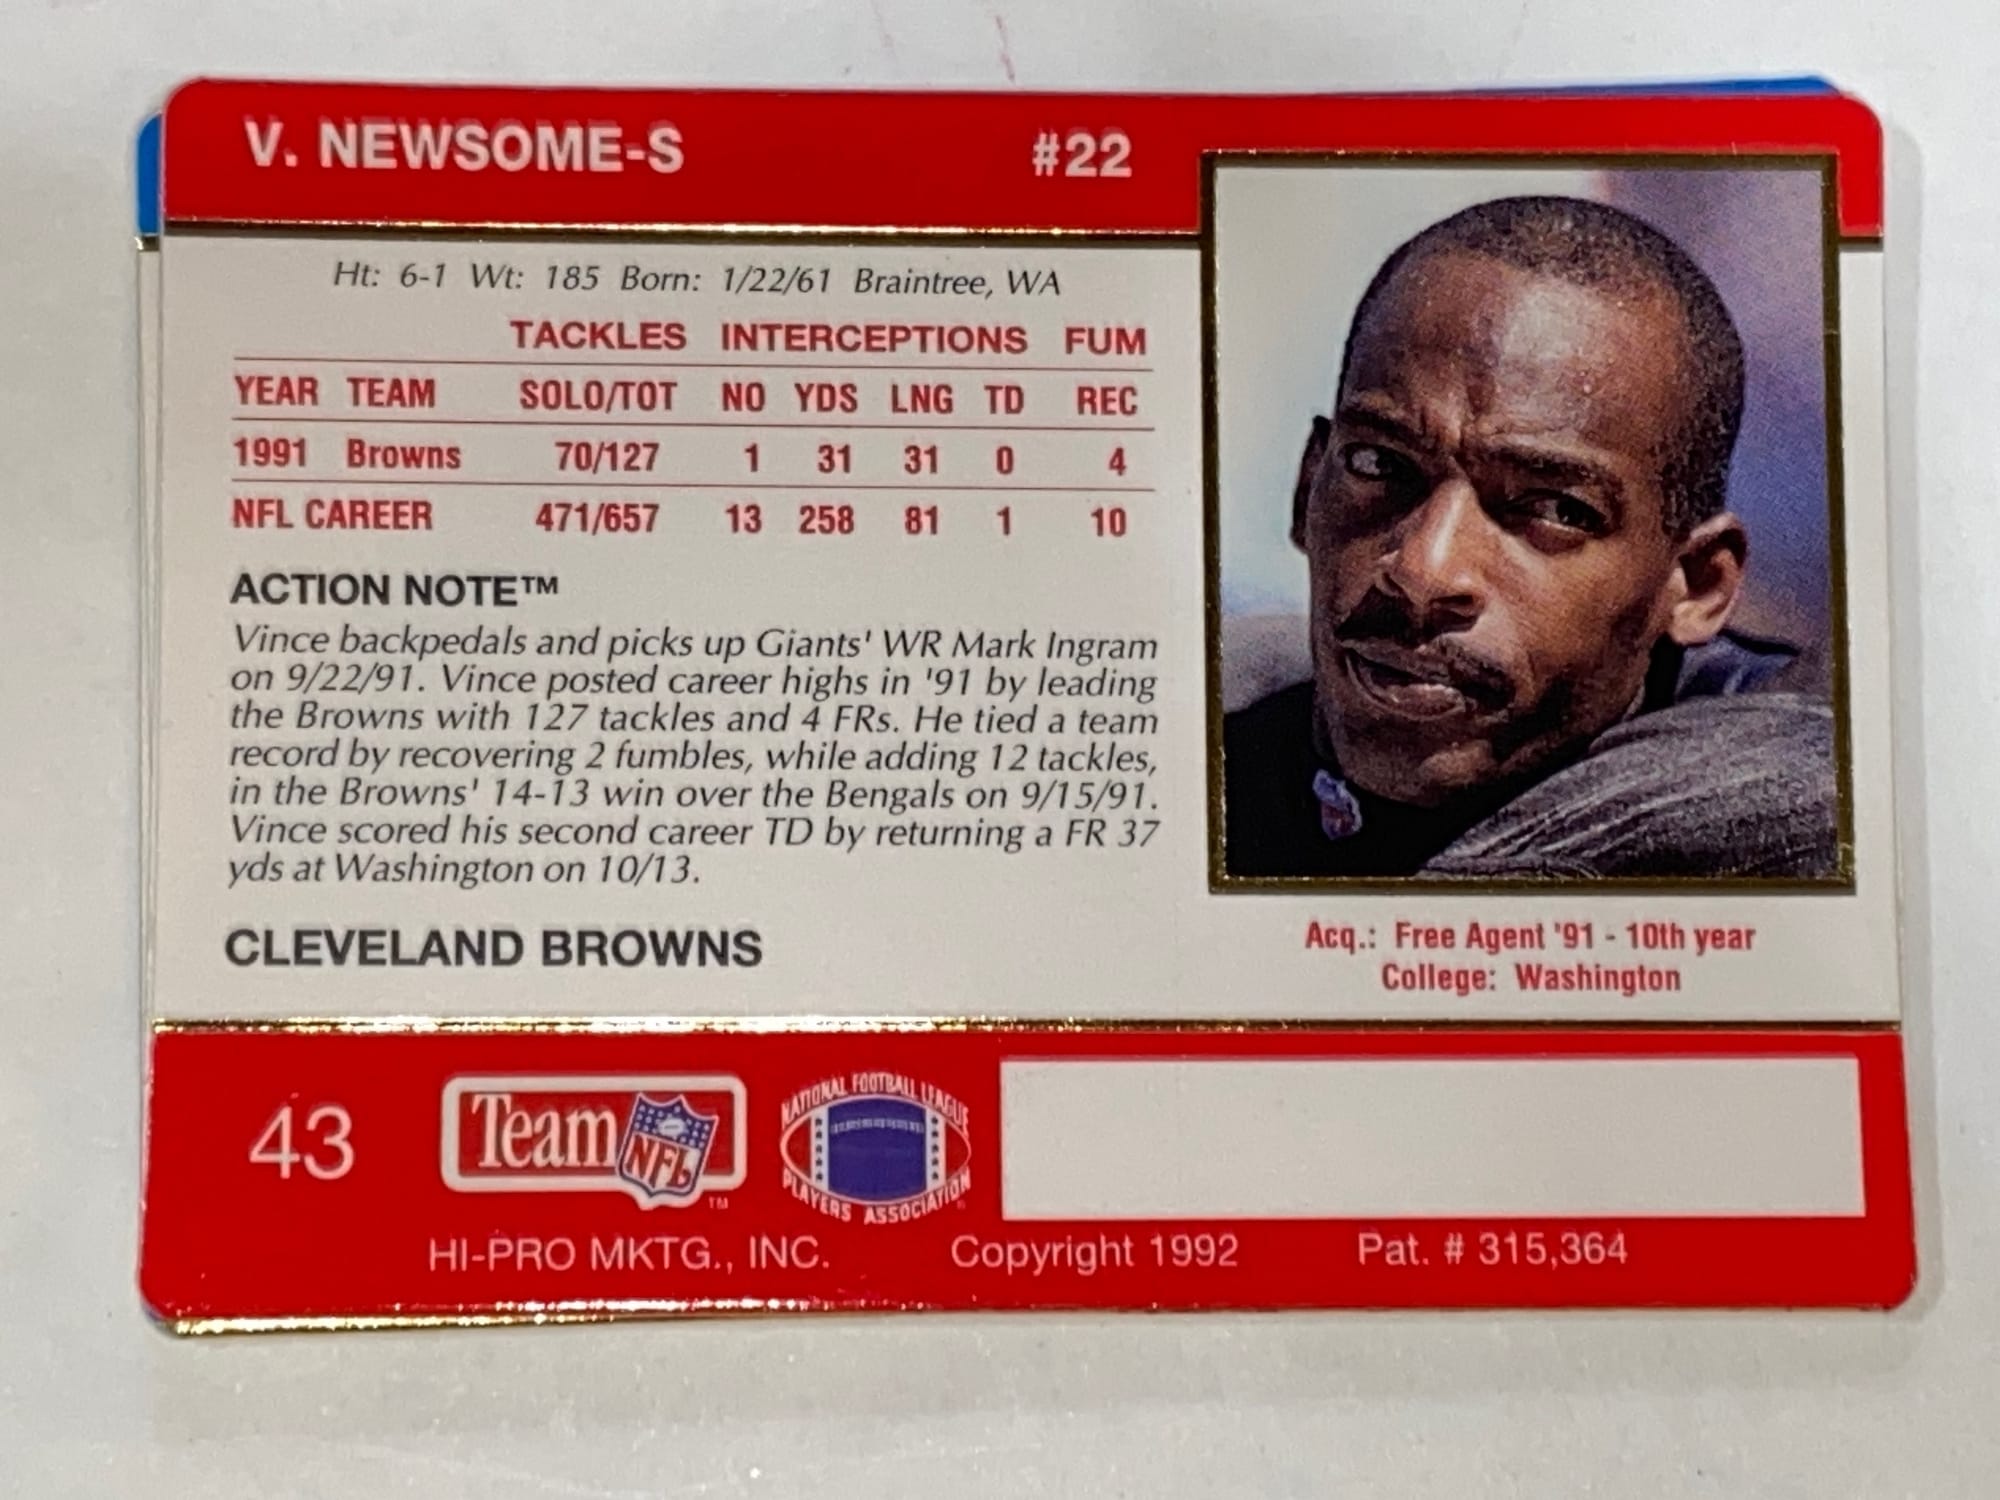 V. NEWSOME-S #22
Ht: 6-1 Wt: 185 Born: 1/22/61 Braintree, WA
TACKLES INTERCEPTIONS FUM
YEAR TEAM SOLO/TOT NO YDS LNG TD REC
1991 Browns 70/127 1 31 31 0 4
NFL CAREER 471/657 13 258 81 1 10
ACTION NOTE™
Vince backpedals and picks up Giants' WR Mark Ingram
on 9/22/91. Vince posted career highs in '91 by leading
the Browns with 127 tackles and 4 FRs. He tied a team
record by recovering 2 fumbles, while adding 12 tackles,
in the Browns' 14-13 win over the Bengals on 9/15/91.
Vince scored his second career TD by returning a FR 37
yds at Washington on 10/13.
CLEVELAND BROWNS
Acq.: Free Agent '91 - 10th year
College: Washington
43
Team NFL ™
NATIONAL FOOTBALL LEAGUE
PLAYERS ASSOCIATION
HI-PRO MKTG., INC. Copyright 1992 Pat. # 315,364